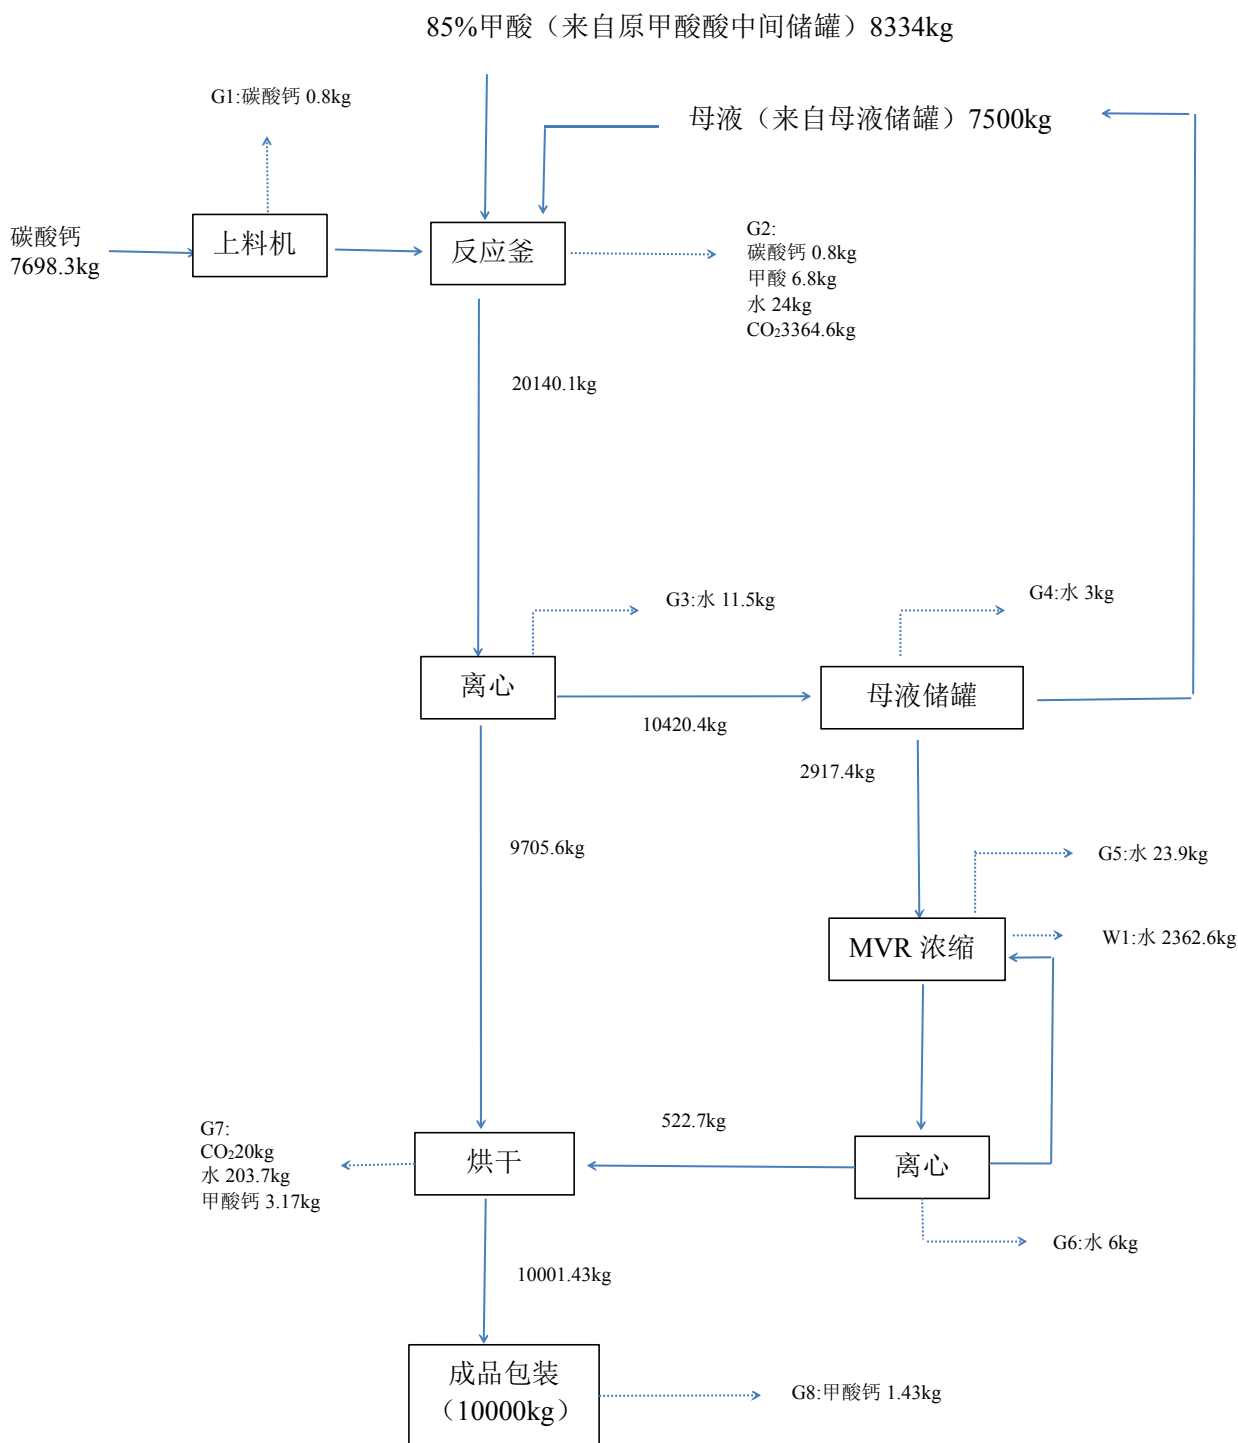 85%甲酸（来自原甲酸酸中间储罐）8334kg
G1:碳酸钙 0.8kg
母液（来自母液储罐）7500kg
碳酸钙
7698.3kg
上料机
反应釜
G2:
碳酸钙 0.8kg
甲酸 6.8kg
水 24kg
CO₂3364.6kg
20140.1kg
G3:水 11.5kg
G4:水 3kg
离心
母液储罐
10420.4kg
2917.4kg
9705.6kg
G5:水 23.9kg
W1:水 2362.6kg
MVR 浓缩
522.7kg
G7:
CO₂20kg
水 203.7kg
甲酸钙 3.17kg
烘干
离心
G6:水 6kg
10001.43kg
成品包装
（10000kg）
G8:甲酸钙 1.43kg